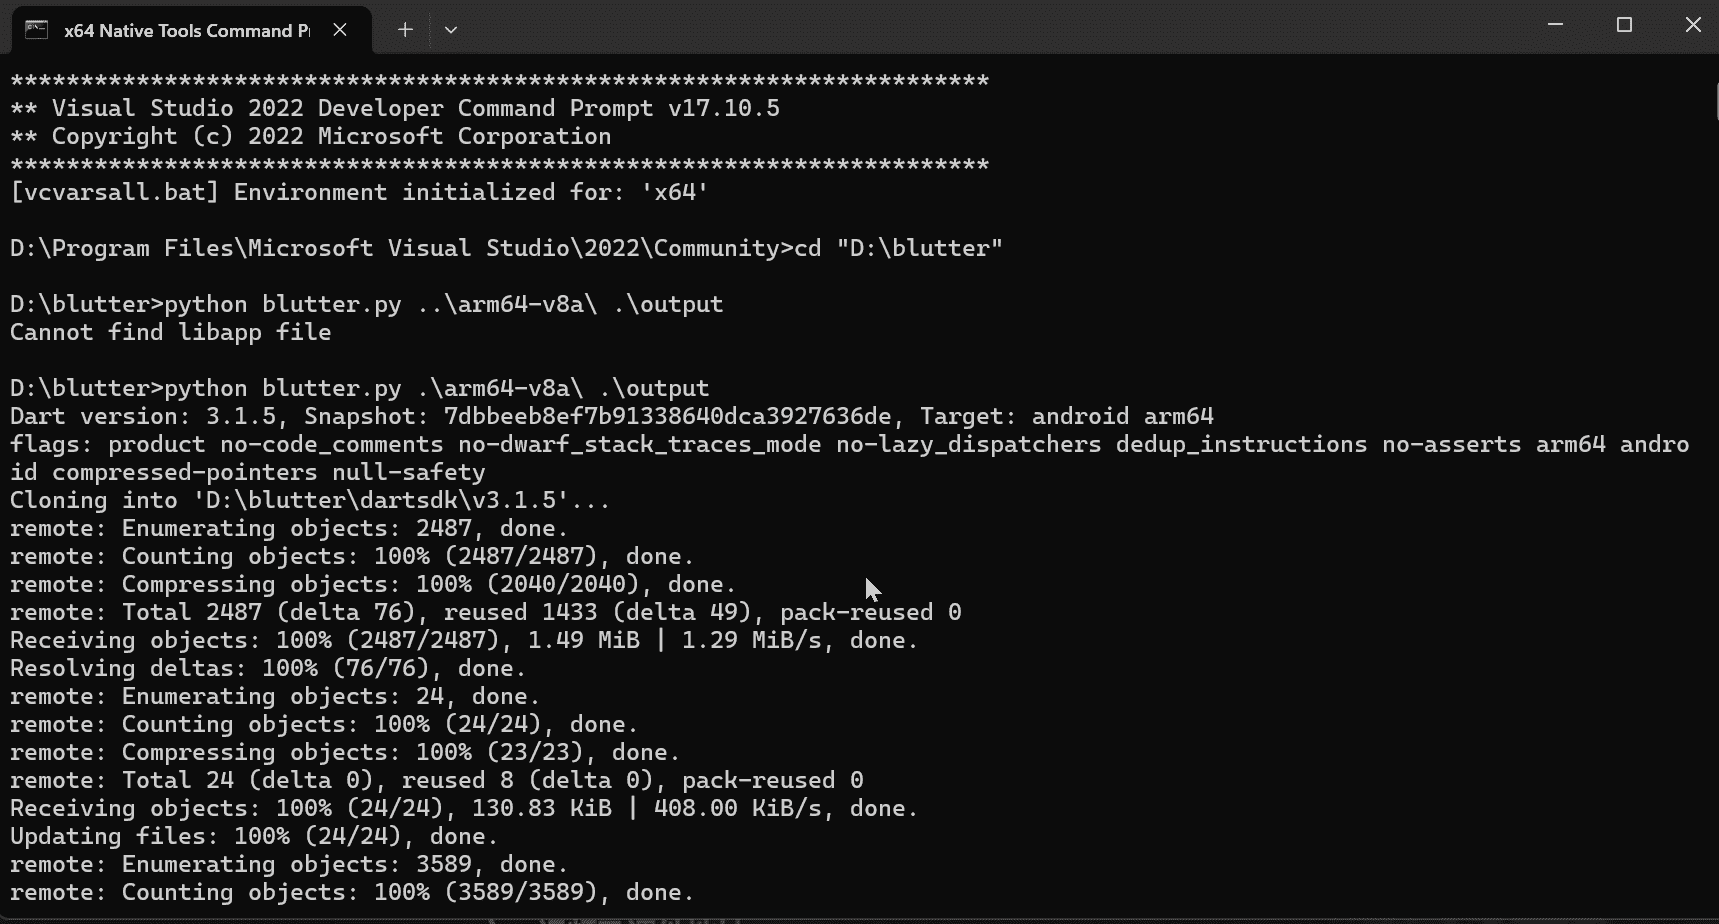 x64 Native Tools Command P
**********************************************************************
** Visual Studio 2022 Developer Command Prompt v17.10.5
** Copyright (c) 2022 Microsoft Corporation
**********************************************************************
[vcvarsall.bat] Environment initialized for: 'x64'
D:\Program Files\Microsoft Visual Studio\2022\Community>cd "D:\blutter"
D:\blutter>python blutter.py ..\arm64-v8a\ .\output
Cannot find libapp file
D:\blutter>python blutter.py .\arm64-v8a\ .\output
Dart version: 3.1.5, Snapshot: 7dbbeeb8ef7b91338640dca3927636de, Target: android arm64
flags: product no-code_comments no-dwarf_stack_traces_mode no-lazy_dispatchers dedup_instructions no-asserts arm64 andro
id compressed-pointers null-safety
Cloning into 'D:\blutter\dartsdk\v3.1.5'...
remote: Enumerating objects: 2487, done.
remote: Counting objects: 100% (2487/2487), done.
remote: Compressing objects: 100% (2040/2040), done.
remote: Total 2487 (delta 76), reused 1433 (delta 49), pack-reused 0
Receiving objects: 100% (2487/2487), 1.49 MiB | 1.29 MiB/s, done.
Resolving deltas: 100% (76/76), done.
remote: Enumerating objects: 24, done.
remote: Counting objects: 100% (24/24), done.
remote: Compressing objects: 100% (23/23), done.
remote: Total 24 (delta 0), reused 8 (delta 0), pack-reused 0
Receiving objects: 100% (24/24), 130.83 KiB | 408.00 KiB/s, done.
Updating files: 100% (24/24), done.
remote: Enumerating objects: 3589, done.
remote: Counting objects: 100% (3589/3589), done.